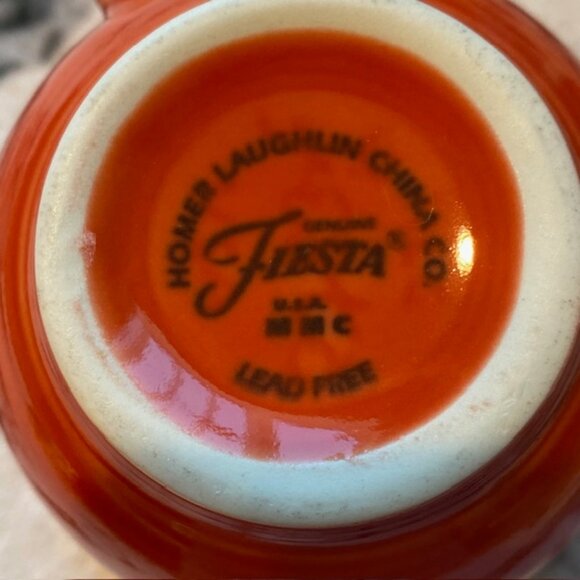 HOMER LAUGHLIN CHINA CO.
GENUINE
FIESTA®
U.S.A.
C
LEAD FREE